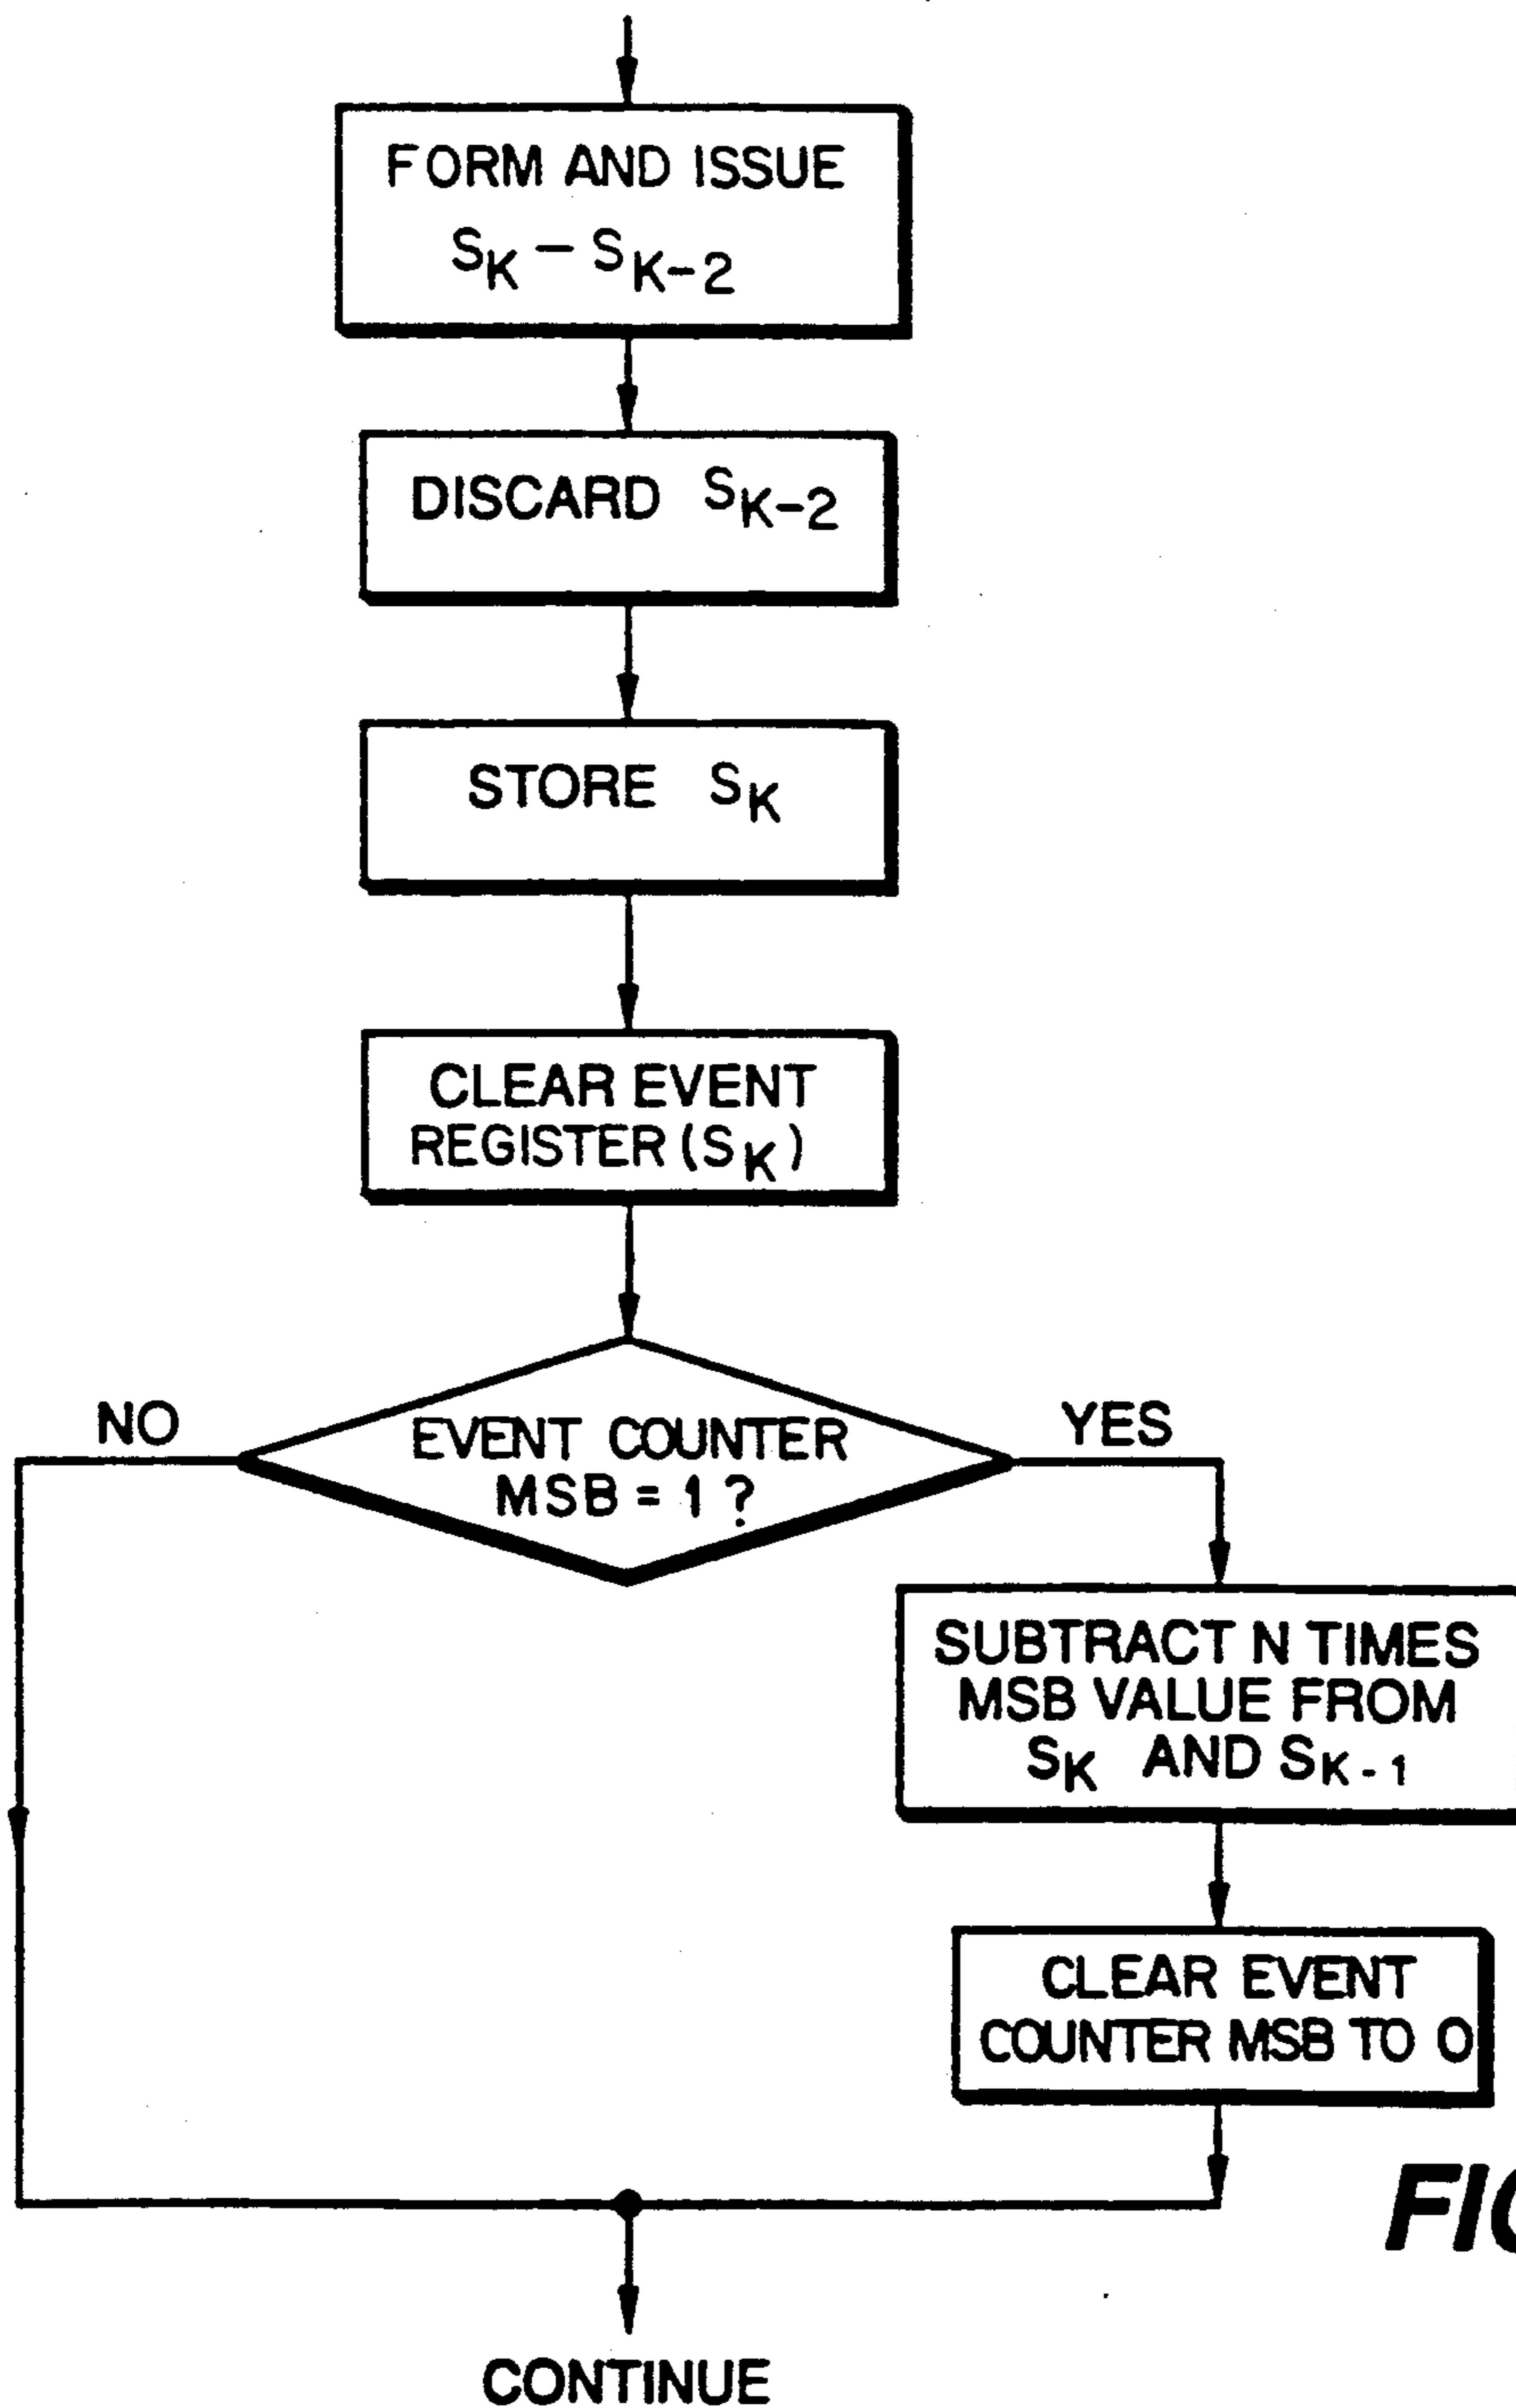 FORM AND ISSUE
SK – SK-2
DISCARD SK-2
STORE SK
CLEAR EVENT
REGISTER (SK)
NO
EVENT COUNTER
MSB = 1 ?
YES
SUBTRACT N TIMES
MSB VALUE FROM
SK AND SK-1
CLEAR EVENT
COUNTER MSB TO 0
CONTINUE